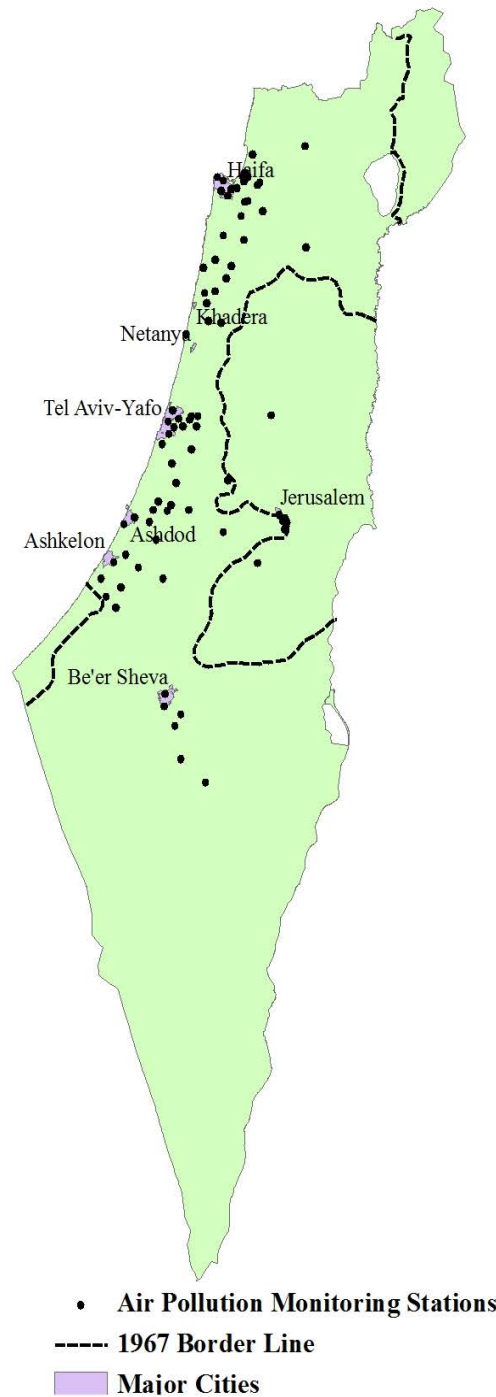 Haifa
Khadera
Netanya
Tel Aviv-Yafo
Jerusalem
Ashdod
Ashkelon
Be'er Sheva
Air Pollution Monitoring Stations
1967 Border Line
Major Cities